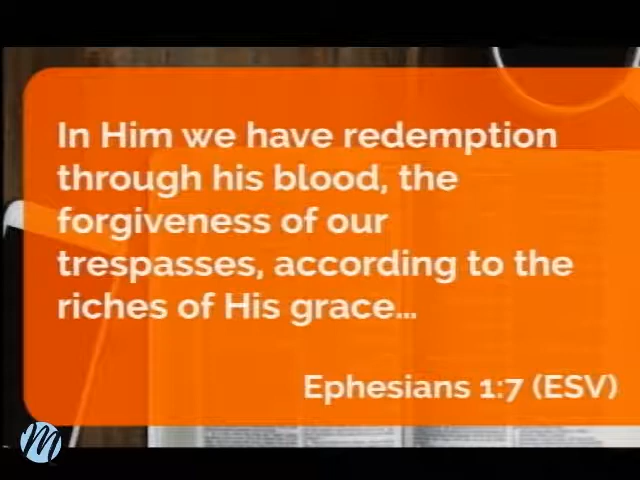 In Him we have redemption
through his blood, the
forgiveness of our
trespasses, according to the
riches of His grace…
Ephesians 1:7 (ESV)
M